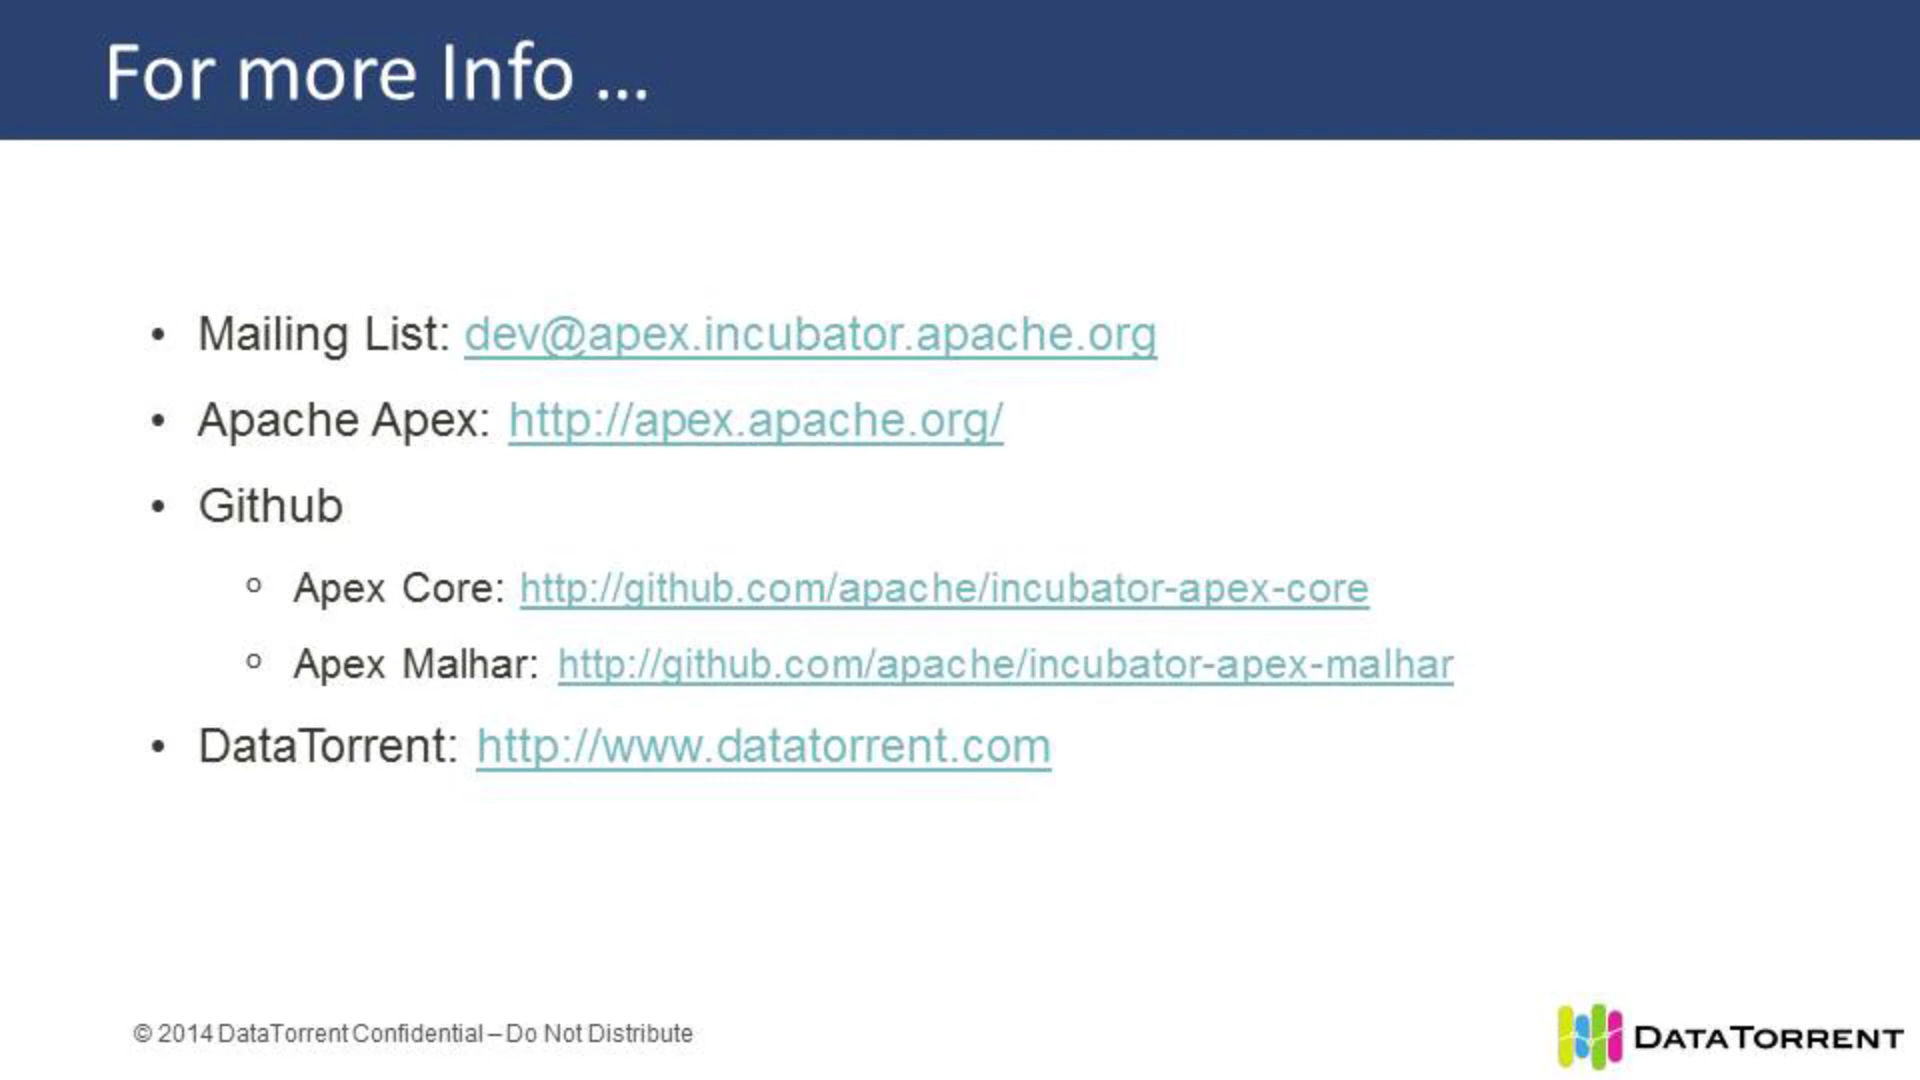 For more Info ...
• Mailing List: dev@apex.incubator.apache.org
• Apache Apex: http://apex.apache.org/
• Github
o Apex Core: http://github.com/apache/incubator-apex-core
o Apex Malhar: http://github.com/apache/incubator-apex-malhar
• DataTorrent: http://www.datatorrent.com
© 2014 DataTorrent Confidential – Do Not Distribute
DATATORRENT